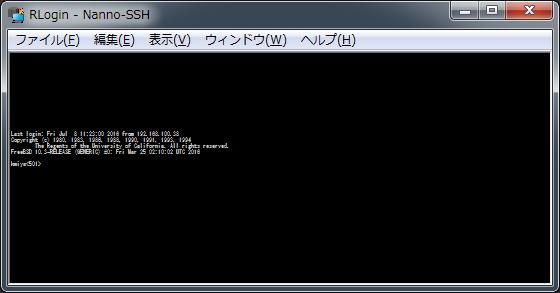 RLogin - Nanno-SSH
ファイル(F) 編集(E) 表示(V) ウィンドウ(W) ヘルプ(H)
Last login: Fri Jul 8 11:23:00 2016 from 192.168.100.38
Copyright (c) 1980, 1983, 1986, 1988, 1990, 1991, 1993, 1994
The Regents of the University of California. All rights reserved.
FreeBSD 10.3-RELEASE (GENERIC) #0: Fri Mar 25 02:10:02 UTC 2016